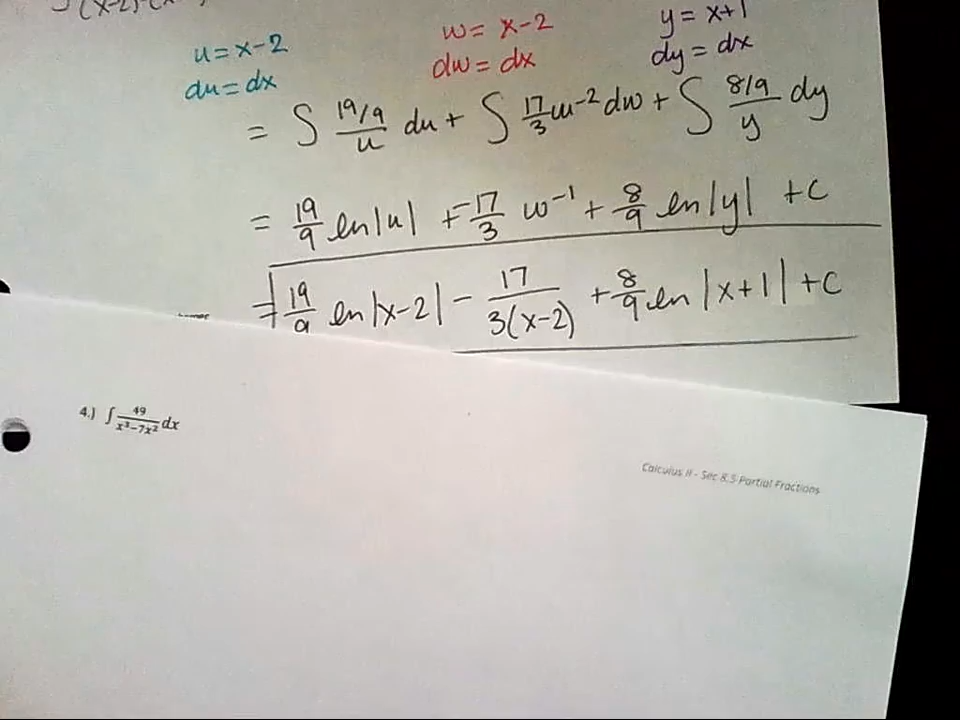 u = x-2
du = dx
w = x-2
dw = dx
y = x+1
dy = dx
= ∫ (19/9)/u du + ∫ 17/3 w⁻² dw + ∫ (8/9)/y dy
= 19/9 ln|u| + -17/3 w⁻¹ + 8/9 ln|y| + C
= 19/9 ln|x-2| - 17/(3(x-2)) + 8/9 ln|x+1| + C
4.) ∫ 49/(x³-7x²) dx
Calculus II - Sec 8.5 Partial Fractions